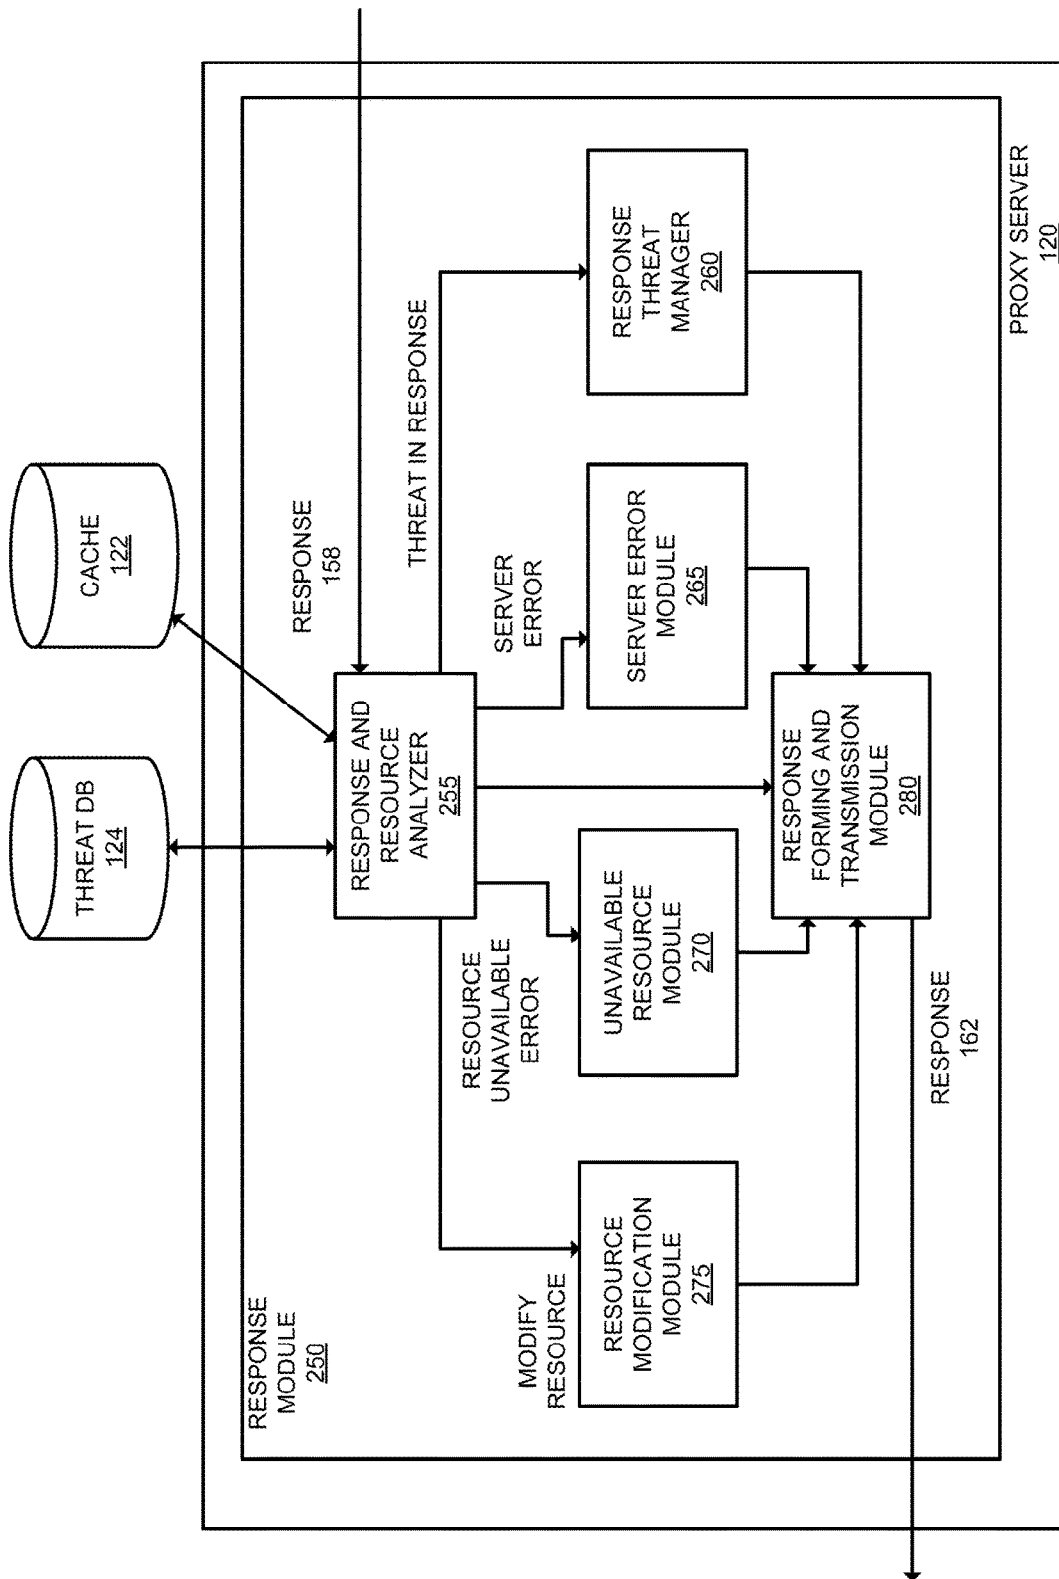 THREAT DB
124
CACHE
122
RESPONSE
MODULE
250
RESPONSE AND
RESOURCE
ANALYZER
255
RESPONSE
158
MODIFY
RESOURCE
RESOURCE
UNAVAILABLE
ERROR
SERVER
ERROR
THREAT IN RESPONSE
RESOURCE
MODIFICATION
MODULE
275
UNAVAILABLE
RESOURCE
MODULE
270
SERVER ERROR
MODULE
265
RESPONSE
THREAT
MANAGER
260
RESPONSE
FORMING AND
TRANSMISSION
MODULE
280
RESPONSE
162
PROXY SERVER
120